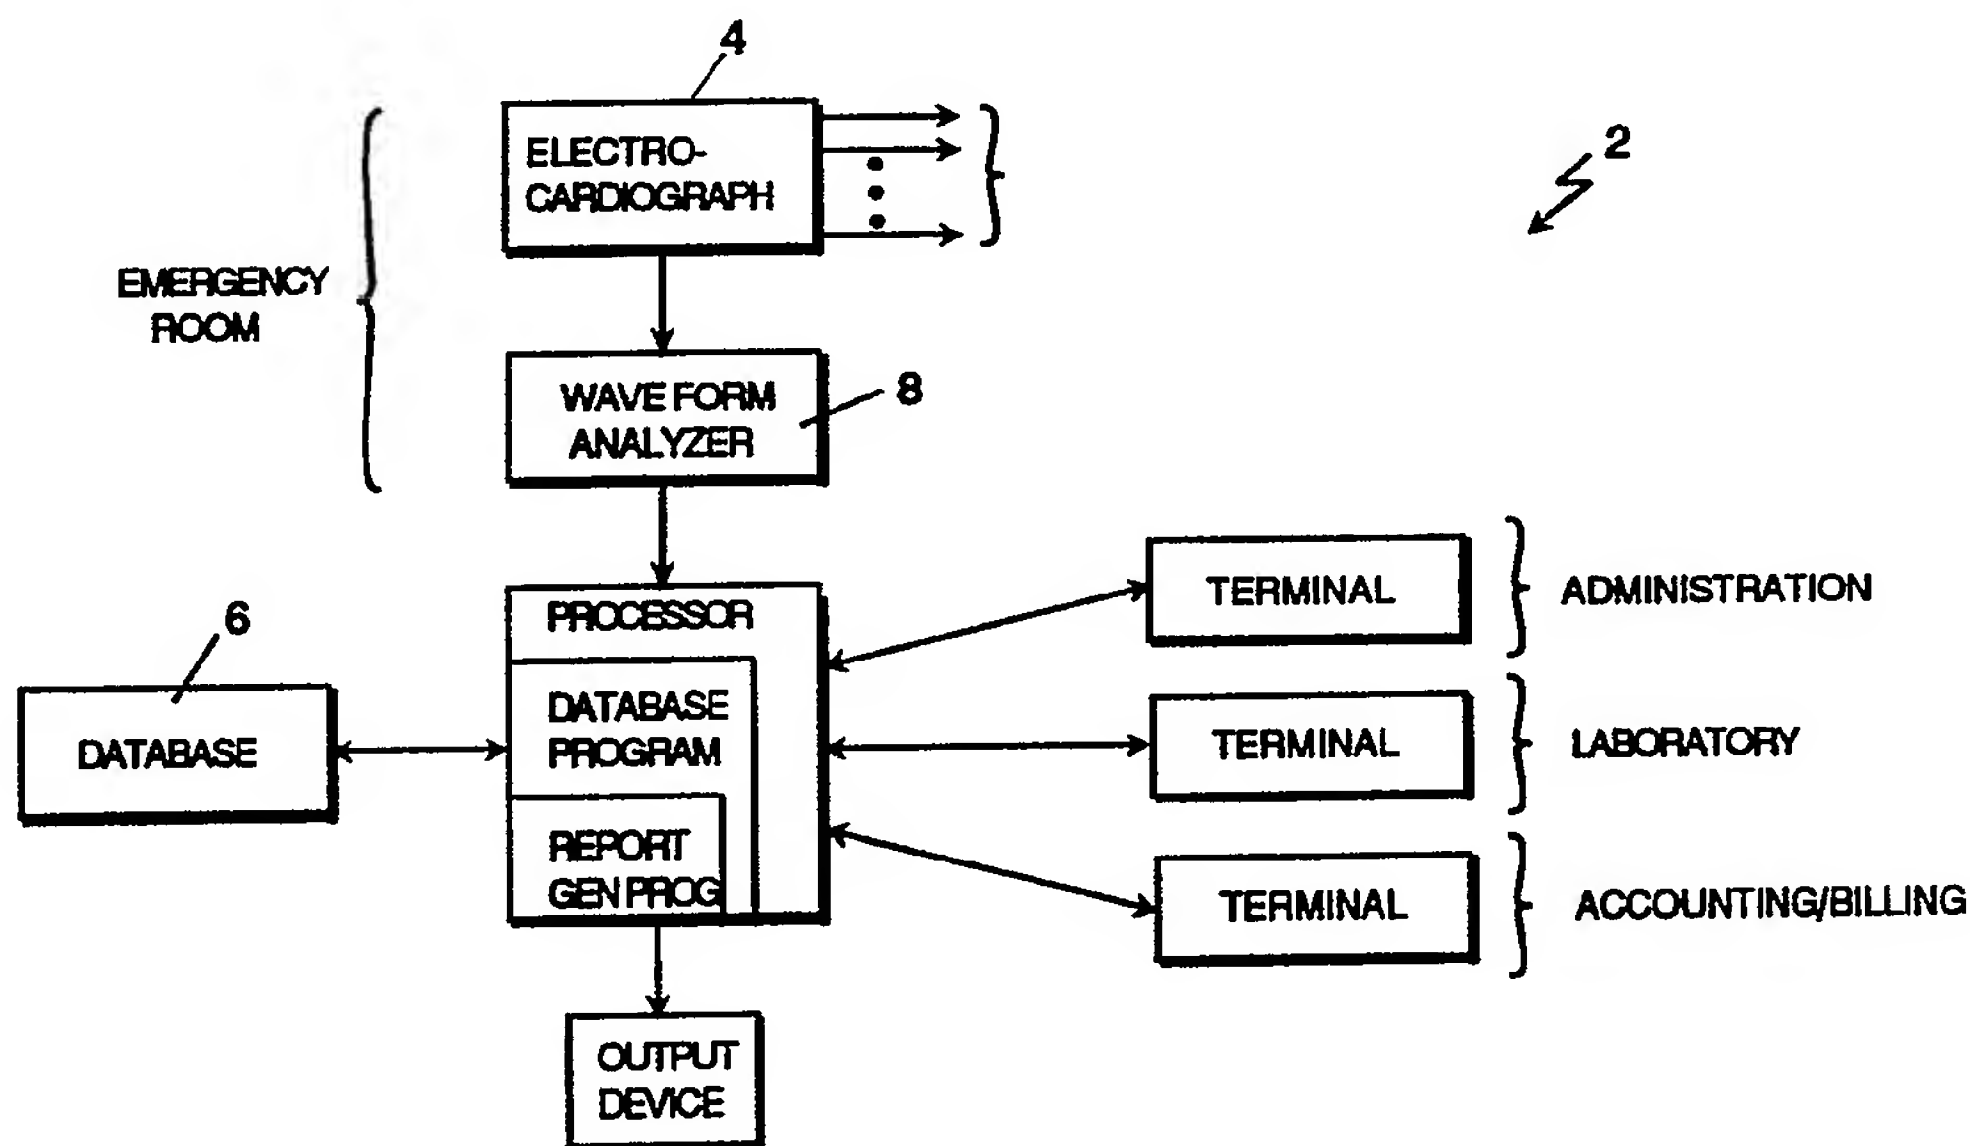 4
ELECTRO-
CARDIOGRAPH
2
EMERGENCY
ROOM
WAVE FORM
ANALYZER
8
PROCESSOR
DATABASE
PROGRAM
REPORT
GEN PROG
6
DATABASE
TERMINAL
ADMINISTRATION
TERMINAL
LABORATORY
TERMINAL
ACCOUNTING/BILLING
OUTPUT
DEVICE